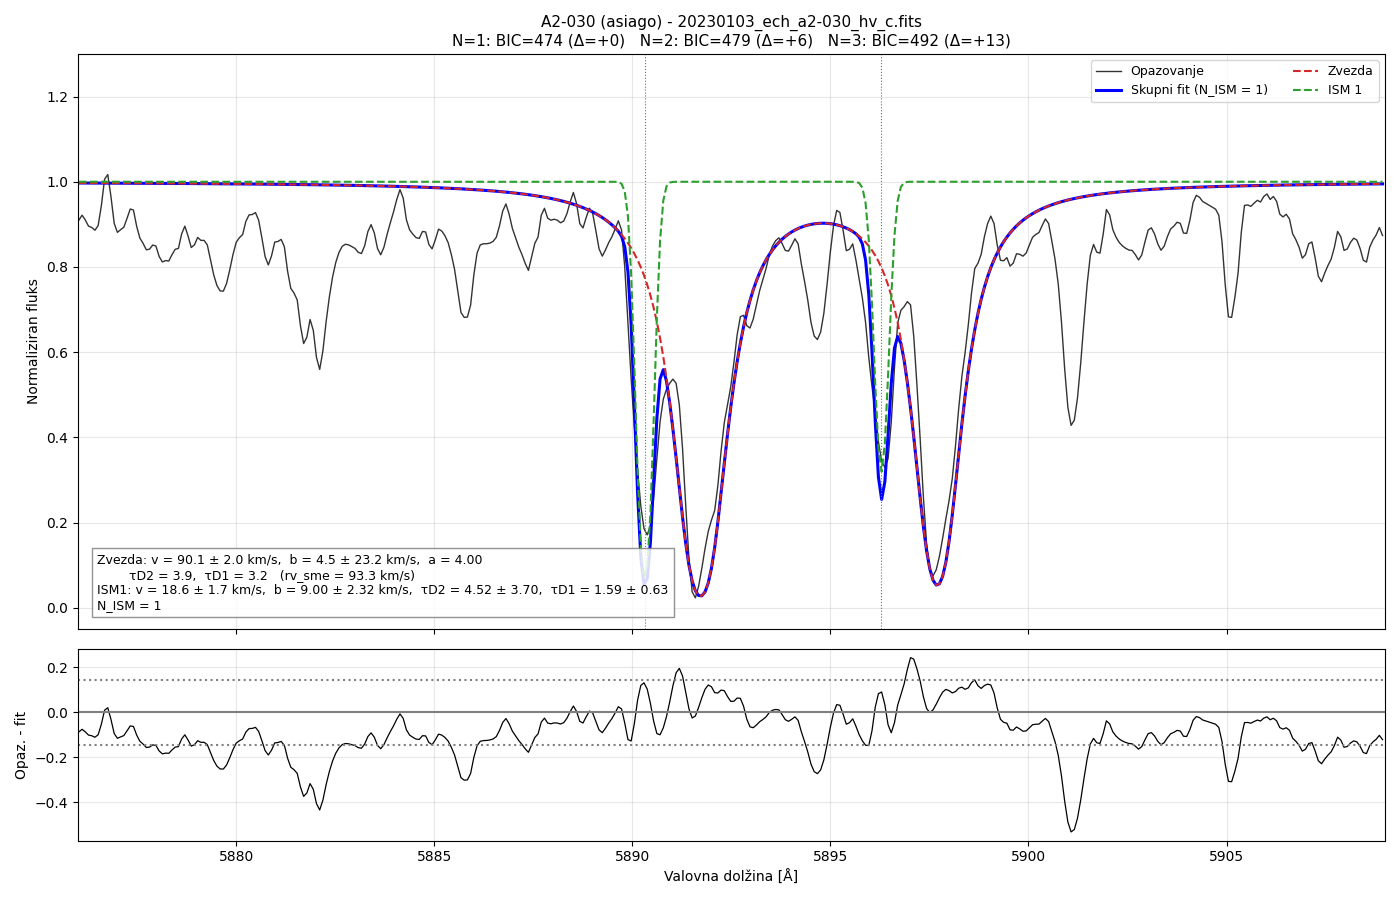 A2-030 (asiago) - 20230103_ech_a2-030_hv_c.fits
N=1: BIC=474 (Δ=+0)   N=2: BIC=479 (Δ=+6)   N=3: BIC=492 (Δ=+13)
Opazovanje
Skupni fit (N_ISM = 1)
Zvezda
ISM 1
Normaliziran fluks
1.2
1.0
0.8
0.6
0.4
0.2
0.0
Zvezda: v = 90.1 ± 2.0 km/s,  b = 4.5 ± 23.2 km/s,  a = 4.00
τD2 = 3.9,  τD1 = 3.2   (rv_sme = 93.3 km/s)
ISM1: v = 18.6 ± 1.7 km/s,  b = 9.00 ± 2.32 km/s,  τD2 = 4.52 ± 3.70,  τD1 = 1.59 ± 0.63
N_ISM = 1
Opaz. - fit
0.2
0.0
−0.2
−0.4
5880
5885
5890
5895
5900
5905
Valovna dolžina [Å]